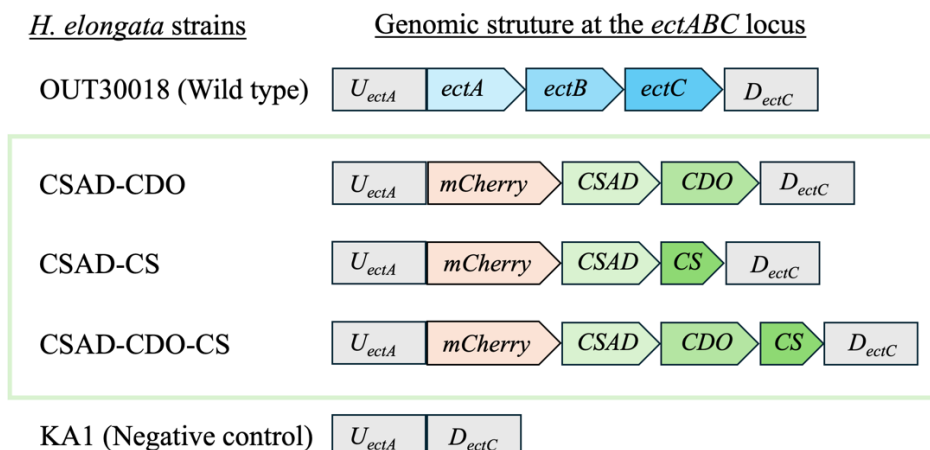 H. elongata strains Genomic struture at the ectABC locus
OUT30018 (Wild type) UectA ectA ectB ectC DectC
CSAD-CDO UectA mCherry CSAD CDO DectC
CSAD-CS UectA mCherry CSAD CS DectC
CSAD-CDO-CS UectA mCherry CSAD CDO CS DectC
KA1 (Negative control) UectA DectC